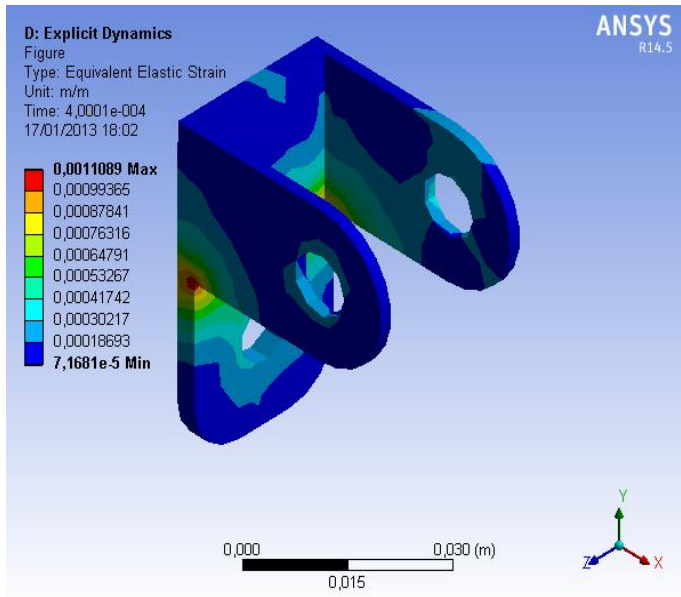 D: Explicit Dynamics
Figure
Type: Equivalent Elastic Strain
Unit: m/m
Time: 4,0001e-004
17/01/2013 18:02
ANSYS
R14.5
0,0011089 Max
0,00099365
0,00087841
0,00076316
0,00064791
0,00053267
0,00041742
0,00030217
0,00018693
7,1681e-5 Min
0,000
0,030 (m)
0,015
Y
Z
X